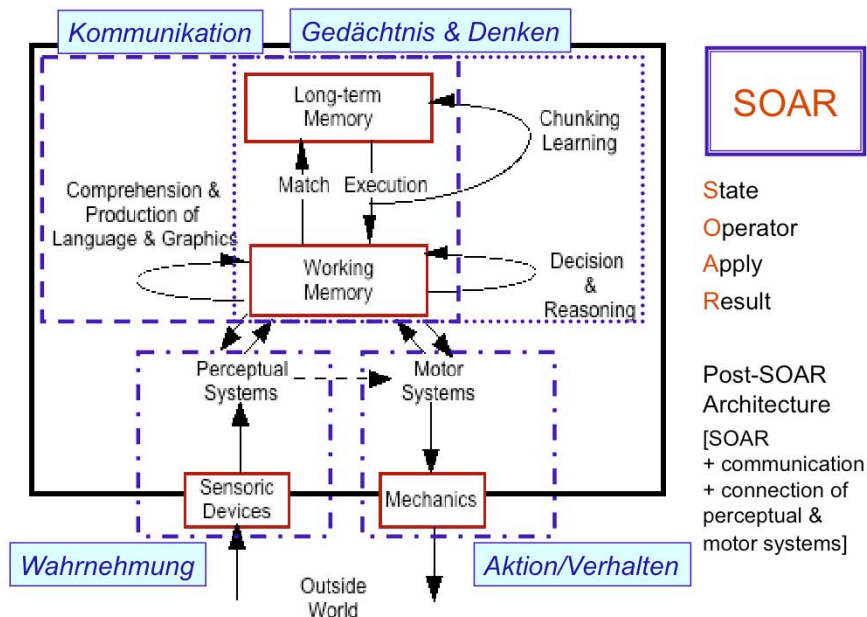 Kommunikation
Gedächtnis & Denken
Long-term
Memory
Chunking
Learning
Match
Execution
Comprehension &
Production of
Language & Graphics
Working
Memory
Decision
&
Reasoning
Perceptual
Systems
Motor
Systems
Sensoric
Devices
Mechanics
Wahrnehmung
Aktion/Verhalten
Outside
World
SOAR
State
Operator
Apply
Result
Post-SOAR
Architecture
[SOAR
+ communication
+ connection of
perceptual &
motor systems]